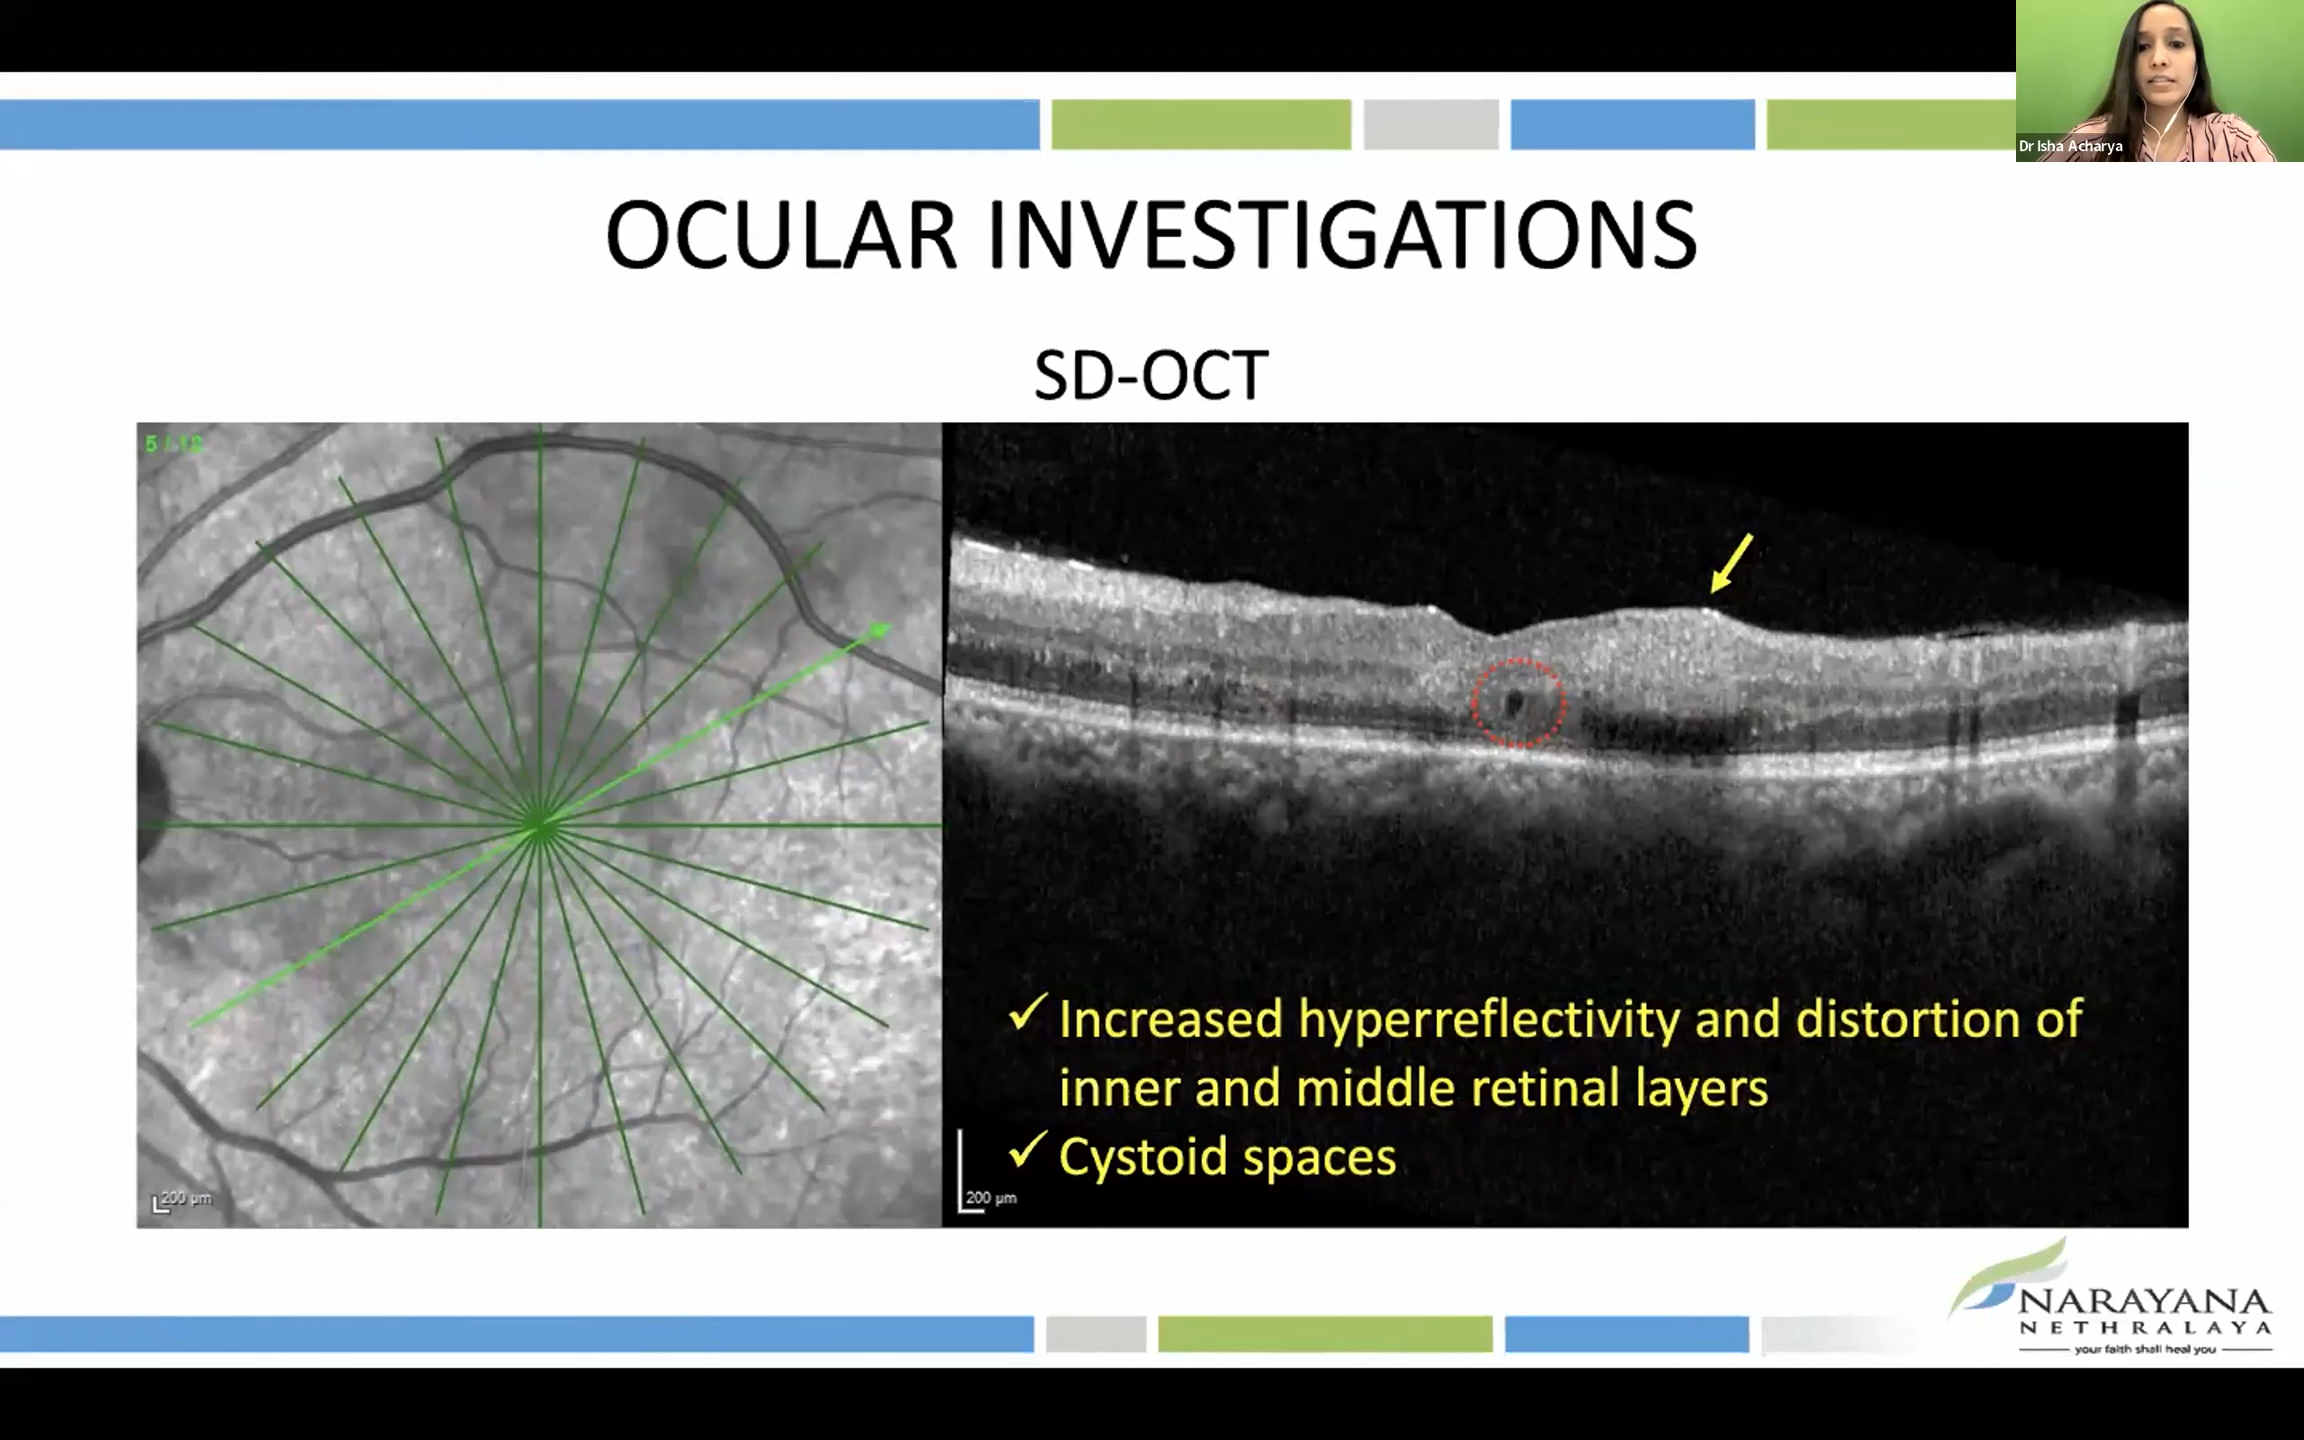 Dr Isha Acharya
OCULAR INVESTIGATIONS
SD-OCT
5 / 12
200 µm
✓ Increased hyperreflectivity and distortion of
inner and middle retinal layers
✓ Cystoid spaces
200 µm
NARAYANA
NETHRALAYA
your faith shall heal you